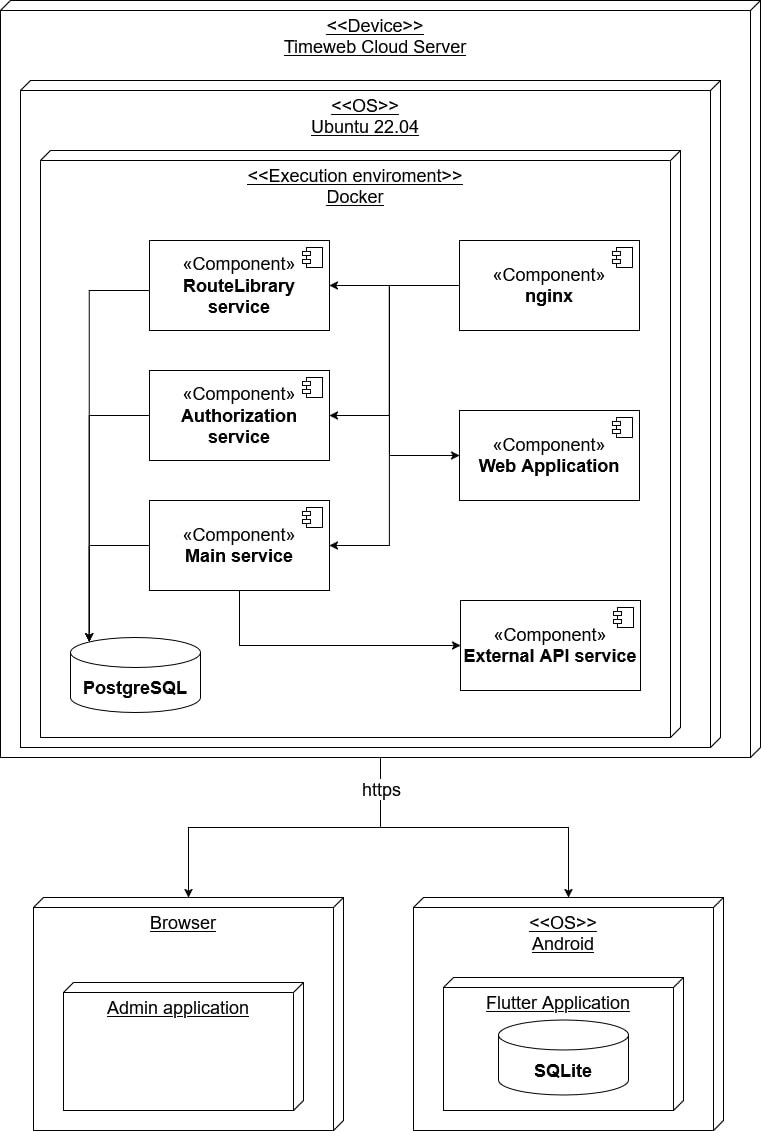 <<Device>>
Timeweb Cloud Server
<<OS>>
Ubuntu 22.04
<<Execution enviroment>>
Docker
«Component»
RouteLibrary
service
«Component»
nginx
«Component»
Authorization
service
«Component»
Web Application
«Component»
Main service
«Component»
External API service
PostgreSQL
https
Browser
Admin application
<<OS>>
Android
Flutter Application
SQLite